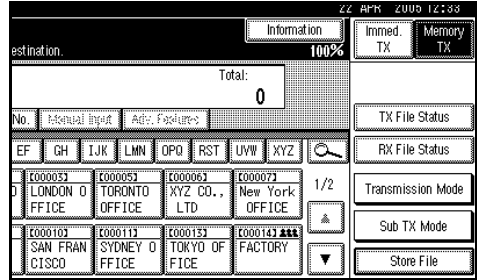 22 APR 2005 12:33
Information
Immed. TX
Memory TX
estination.
100%
Total:
0
No.
Manual Input
Adv. Features
TX File Status
EF
GH
IJK
LMN
OPQ
RST
UVW
XYZ
RX File Status
[00003]
LONDON O
FFICE
[00005]
TORONTO
OFFICE
[00006]
XYZ CO.,
LTD
[00007]
New York
OFFICE
1/2
Transmission Mode
[00010]
SAN FRAN
CISCO
[00011]
SYDNEY O
FFICE
[00013]
TOKYO OF
FICE
[00014]
FACTORY
Sub TX Mode
Store File